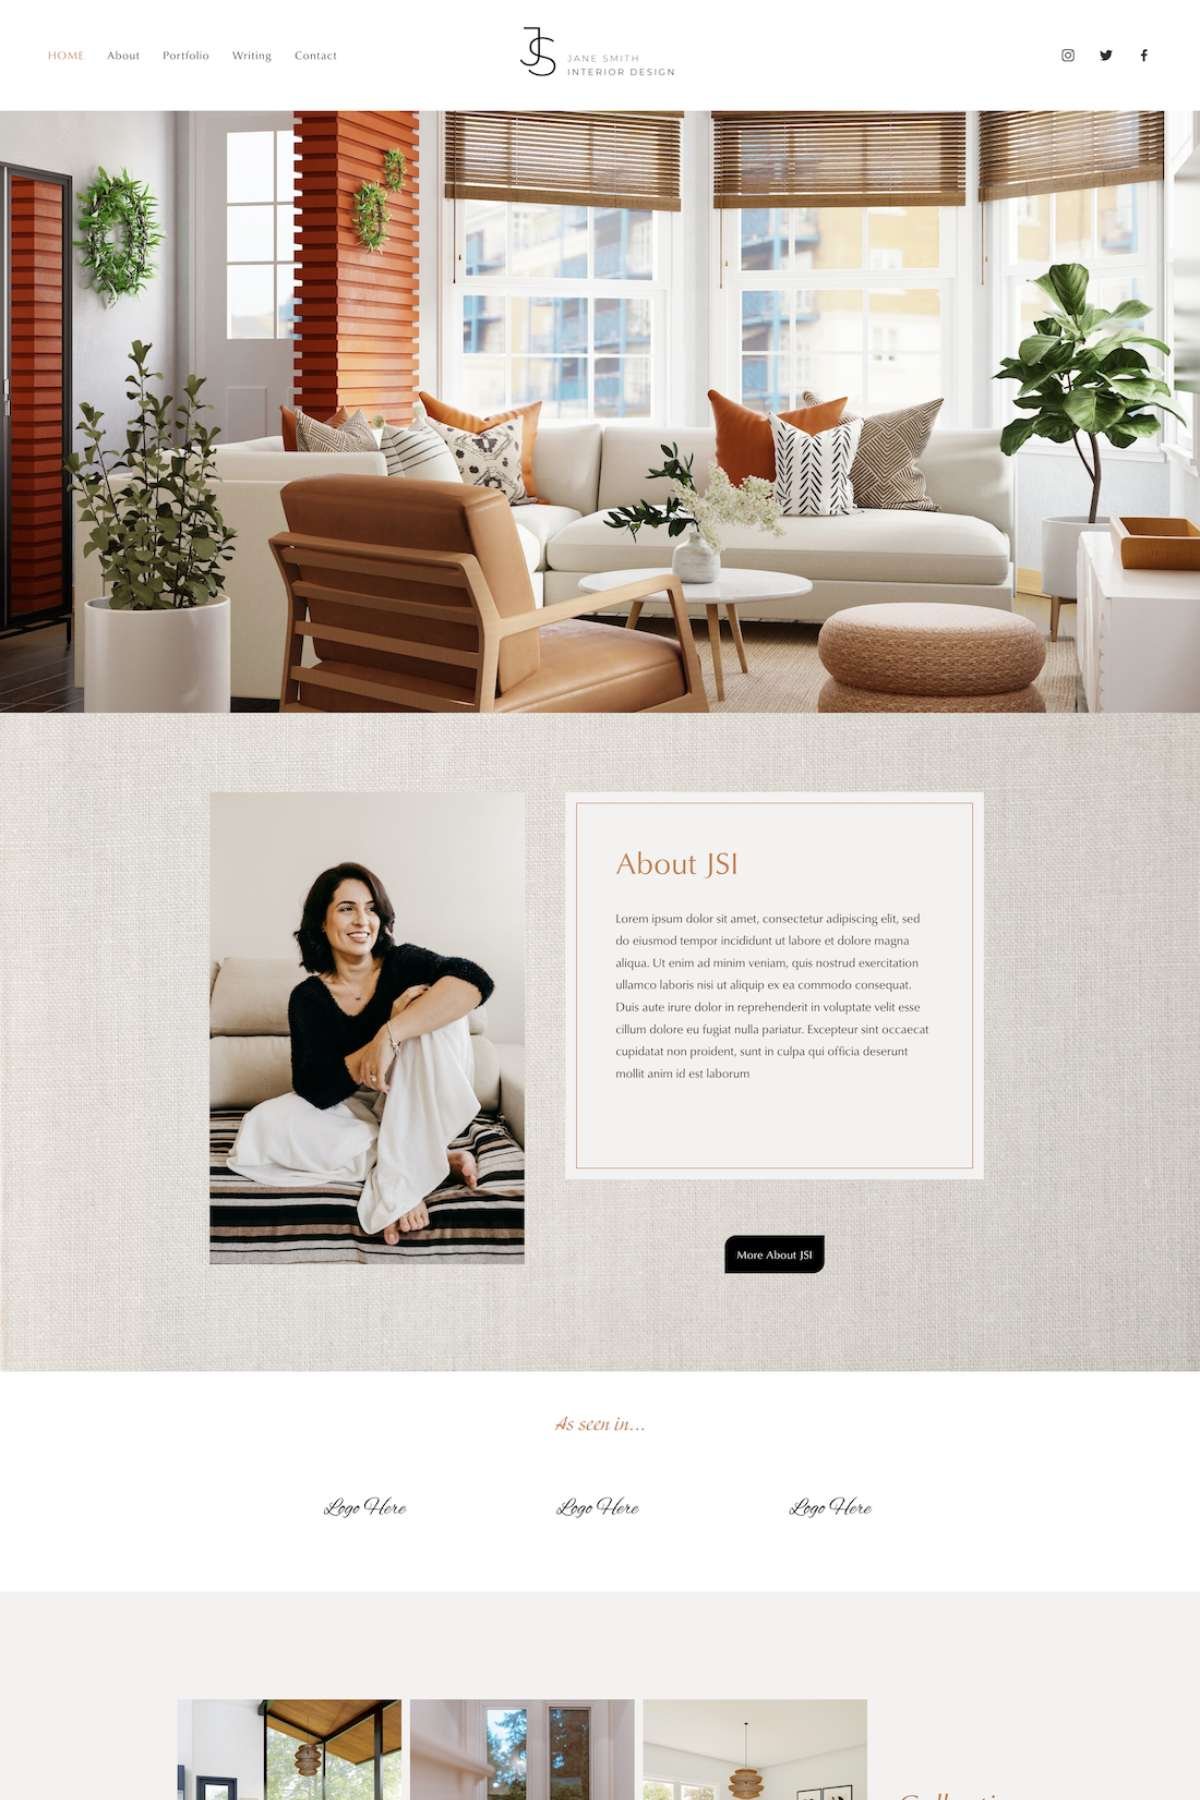 HOME About Portfolio Writing Contact
JS
JANE SMITH
INTERIOR DESIGN
About JSI
Lorem ipsum dolor sit amet, consectetur adipiscing elit, sed
do eiusmod tempor incididunt ut labore et dolore magna
aliqua. Ut enim ad minim veniam, quis nostrud exercitation
ullamco laboris nisi ut aliquip ex ea commodo consequat.
Duis aute irure dolor in reprehenderit in voluptate velit esse
cillum dolore eu fugiat nulla pariatur. Excepteur sint occaecat
cupidatat non proident, sunt in culpa qui officia deserunt
mollit anim id est laborum
More About JSI
As seen in...
Logo Here Logo Here Logo Here